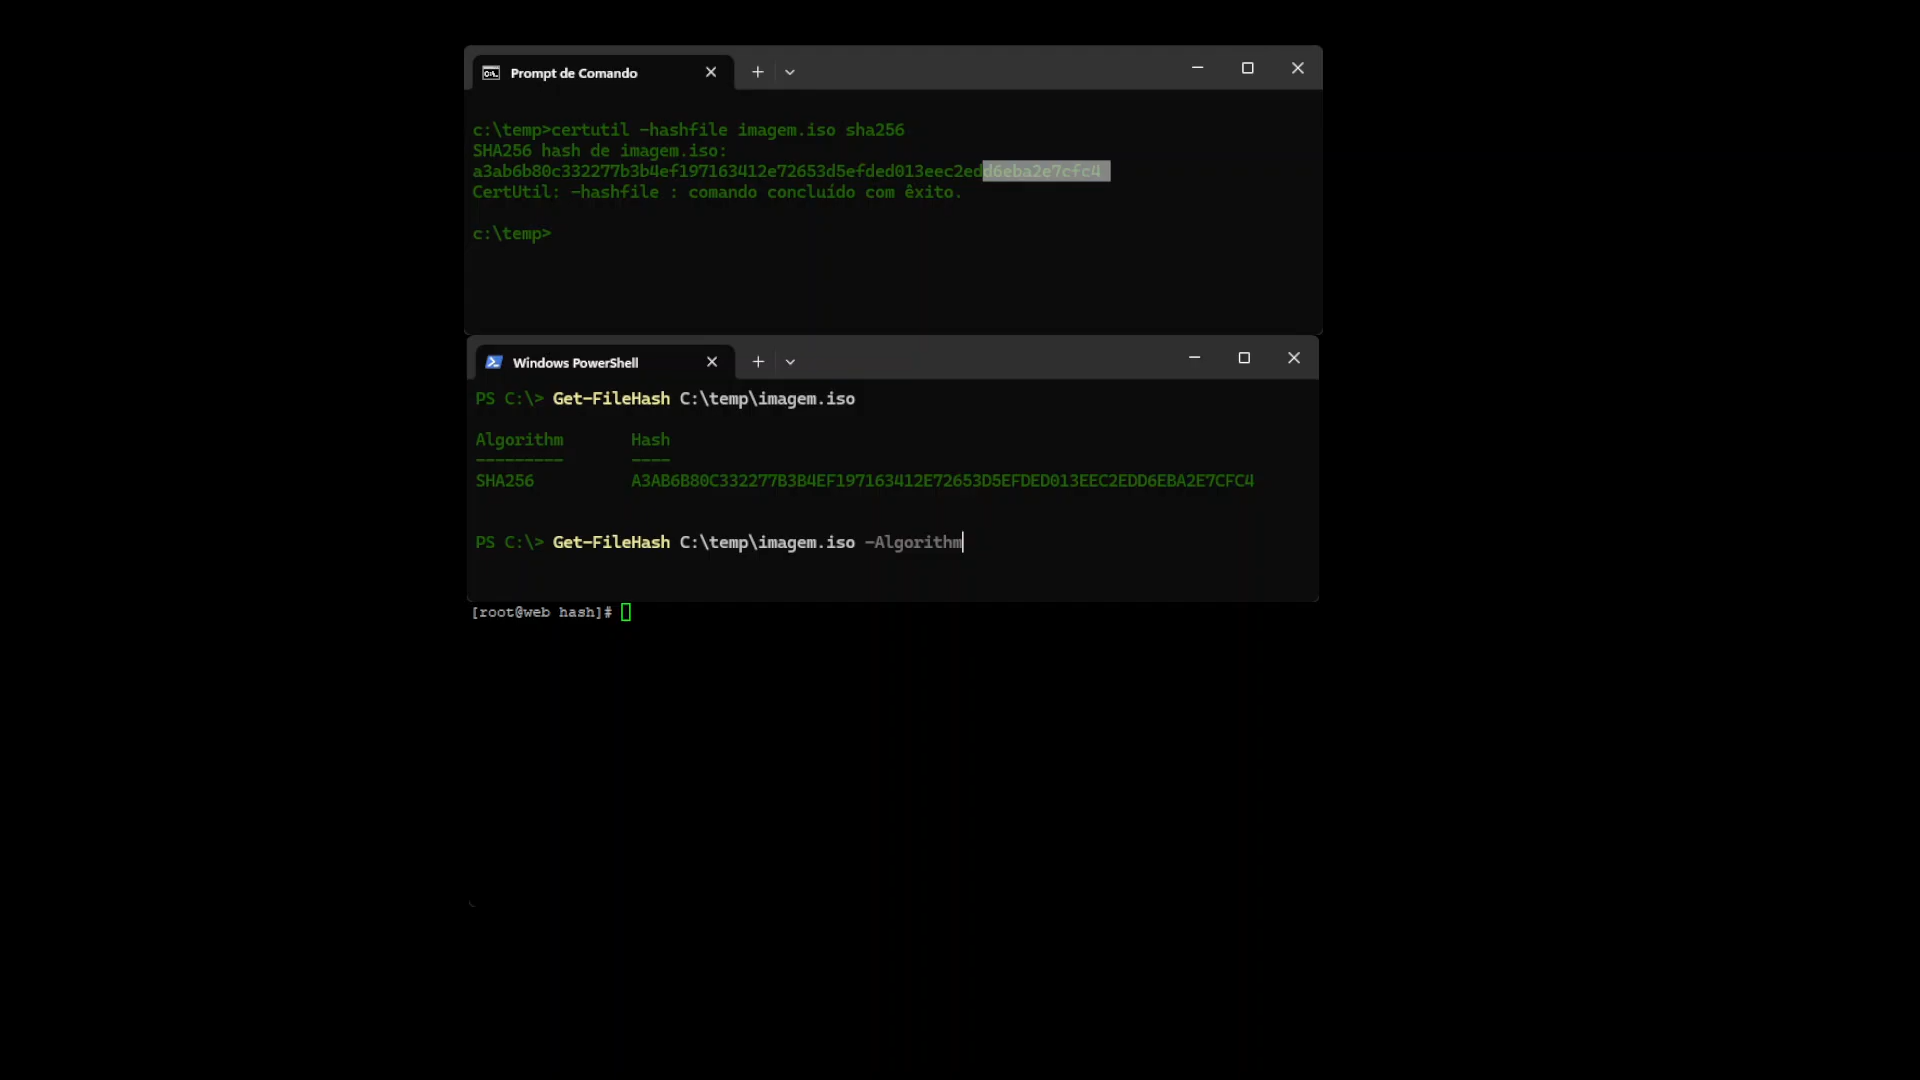 Prompt de Comando
c:\temp>certutil -hashfile imagem.iso sha256
SHA256 hash de imagem.iso:
a3ab6b80c332277b3b4ef197163412e72653d5efded013eec2edd6eba2e7cfc4
CertUtil: -hashfile : comando concluído com êxito.
c:\temp>
Windows PowerShell
PS C:\> Get-FileHash C:\temp\imagem.iso
Algorithm Hash
--------- ----
SHA256 A3AB6B80C332277B3B4EF197163412E72653D5EFDED013EEC2EDD6EBA2E7CFC4
PS C:\> Get-FileHash C:\temp\imagem.iso -Algorithm
[root@web hash]#